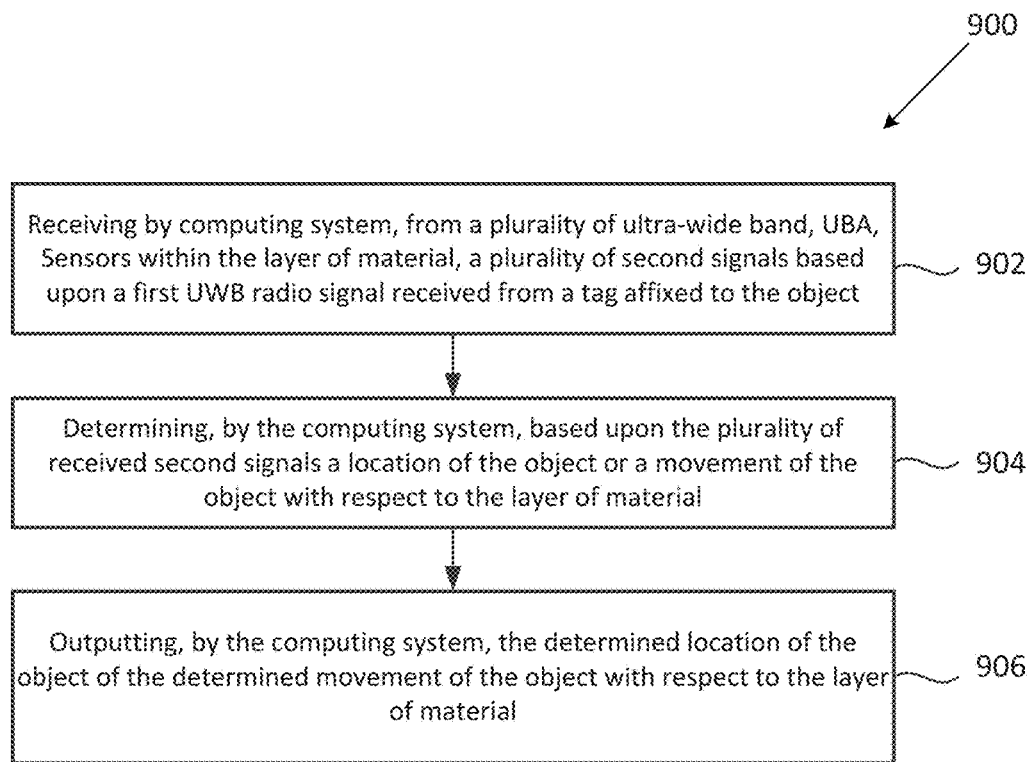 900
Receiving by computing system, from a plurality of ultra-wide band, UBA,
Sensors within the layer of material, a plurality of second signals based
upon a first UWB radio signal received from a tag affixed to the object
902
Determining, by the computing system, based upon the plurality of
received second signals a location of the object or a movement of the
object with respect to the layer of material
904
Outputting, by the computing system, the determined location of the
object of the determined movement of the object with respect to the layer
of material
906